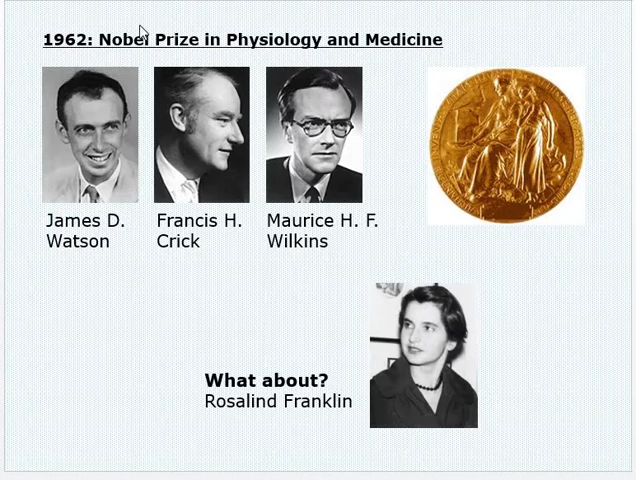 1962: Nobel Prize in Physiology and Medicine
James D. Watson
Francis H. Crick
Maurice H. F. Wilkins
What about?
Rosalind Franklin